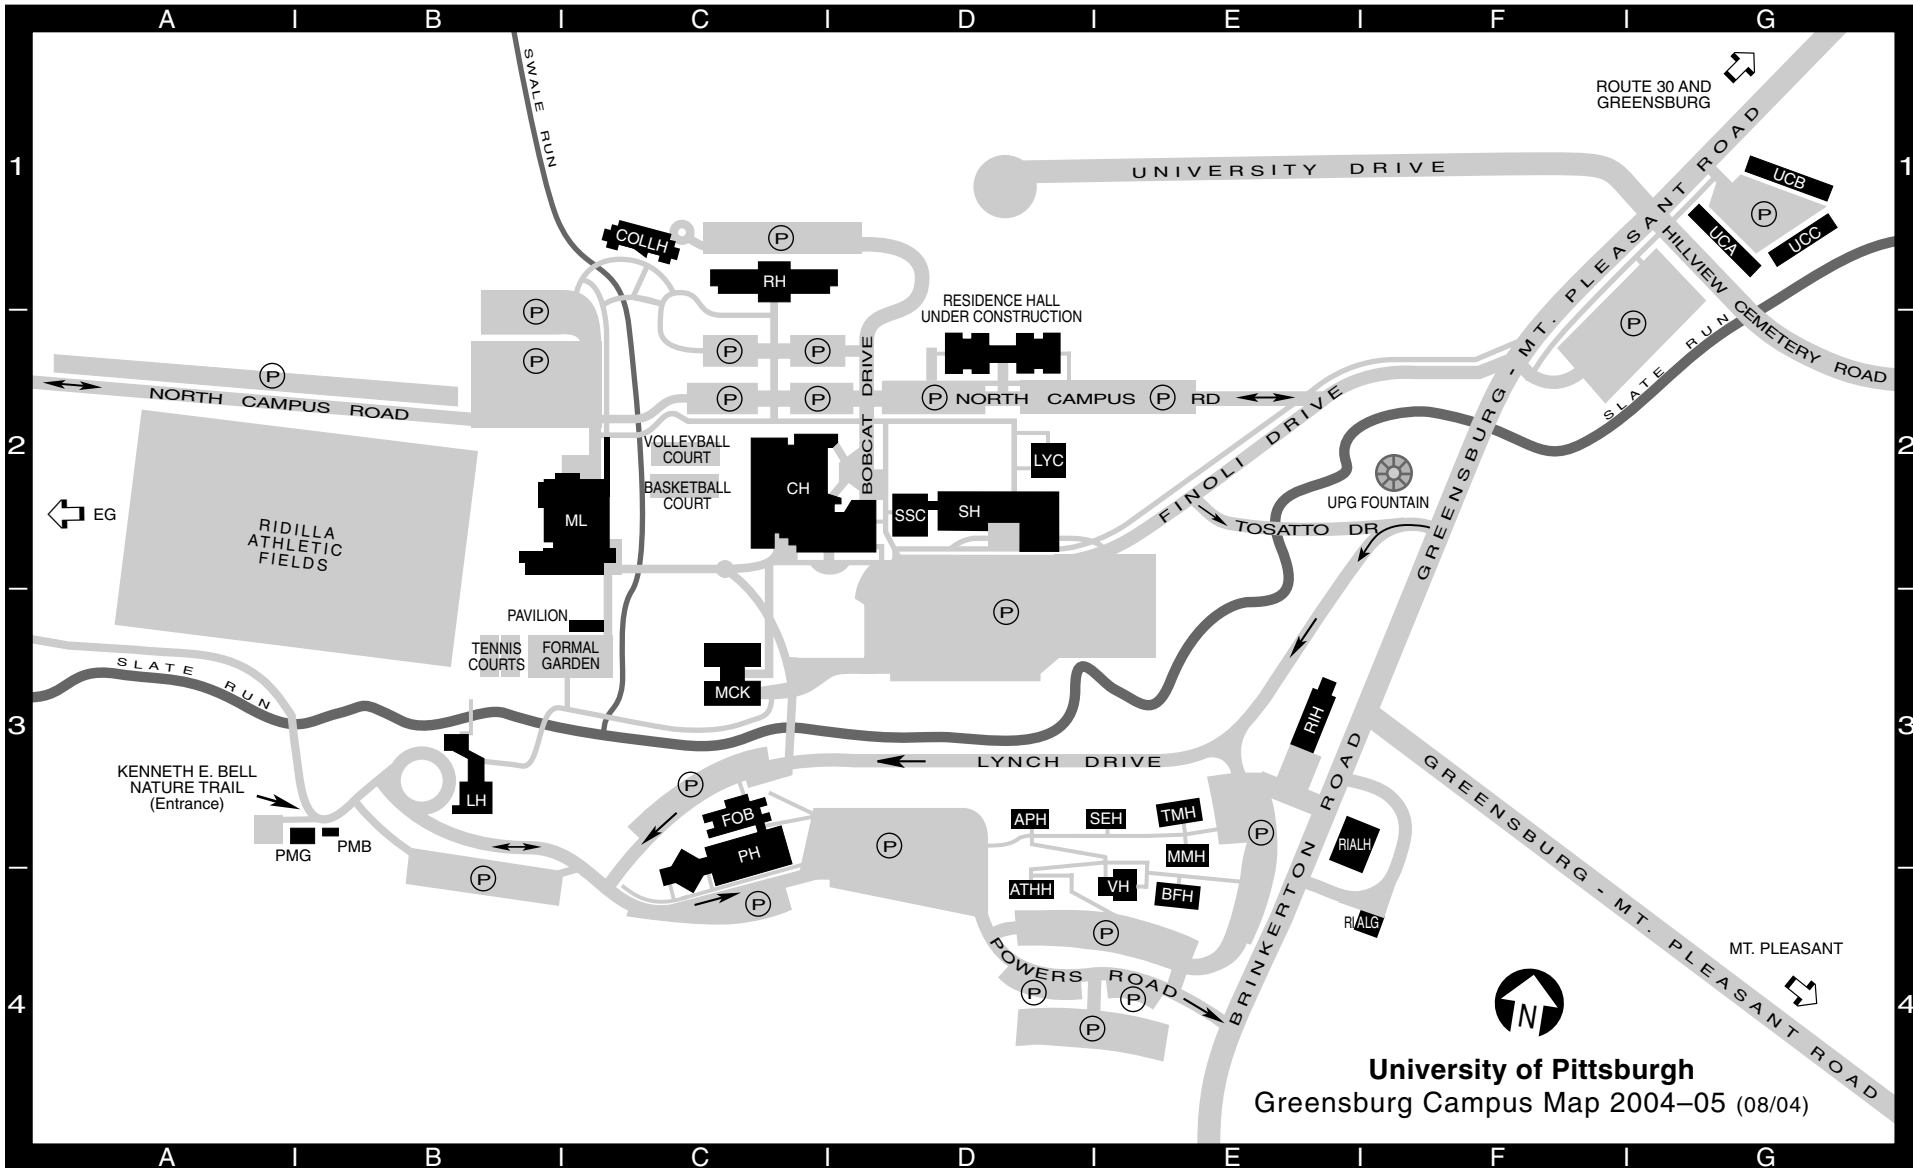 A I B I C I D I E I F I G
SWALE RUN
ROUTE 30 AND
GREENSBURG
1
1
UNIVERSITY DRIVE
GREENSBURG - MT. PLEASANT ROAD
UCB
P
UCA
UCC
HILLVIEW CEMETERY ROAD
COLLH
P
RH
RESIDENCE HALL
UNDER CONSTRUCTION
P
P
P
P
P
P
SLATE RUN
NORTH CAMPUS ROAD
P
P
P
NORTH CAMPUS
P
RD
BOBCAT DRIVE
FINOLI DRIVE
2
2
VOLLEYBALL
COURT
BASKETBALL
COURT
LYC
CH
SSC
SH
ML
UPG FOUNTAIN
TOSATTO DR
EG
RIDILLA
ATHLETIC
FIELDS
P
PAVILION
TENNIS
COURTS
FORMAL
GARDEN
SLATE RUN
MCK
RIH
3
3
LYNCH DRIVE
BRINKERTON ROAD
GREENSBURG - MT. PLEASANT ROAD
KENNETH E. BELL
NATURE TRAIL
(Entrance)
P
LH
FOB
APH
SEH
TMH
P
PMG
PMB
PH
P
MMH
RIALH
P
ATHH
VH
BFH
P
RIALG
P
MT. PLEASANT
POWERS ROAD
P
P
P
4
4
N
University of Pittsburgh
Greensburg Campus Map 2004–05 (08/04)
A I B I C I D I E I F I G